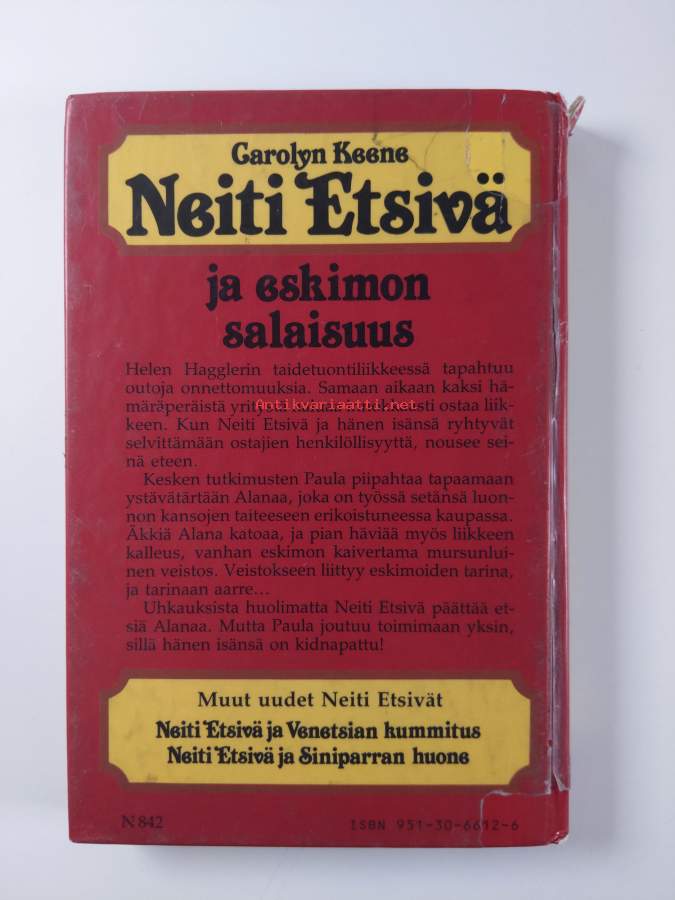 Carolyn Keene
Neiti Etsivä
ja eskimon
salaisuus
Helen Hagglerin taidetuontiliikkeessä tapahtuu
outoja onnettomuuksia. Samaan aikaan kaksi hä-
Antikvariaatti.net
märäperäistä ostaa liik-
keen. Kun Neiti Etsivä ja hänen isänsä ryhtyvät
selvittämään ostajien henkilöllisyyttä, nousee sei-
nä eteen.
Kesken tutkimusten Paula piipahtaa tapaamaan
ystävätärtään Alanaa, joka on työssä setänsä luon-
non kansojen taiteeseen erikoistuneessa kaupassa.
Äkkiä Alana katoaa, ja pian häviää myös liikkeen
kalleus, vanhan eskimon kaivertama mursunlui-
nen veistos. Veistokseen liittyy eskimoiden tarina,
ja tarinaan aarre...
Uhkauksista huolimatta Neiti Etsivä päättää et-
siä Alanaa. Mutta Paula joutuu toimimaan yksin,
sillä hänen isänsä on kidnapattu!
Muut uudet Neiti Etsivät
Neiti Etsivä ja Venetsian kummitus
Neiti Etsivä ja Siniparran huone
N 842
ISBN 951-30-6612-6